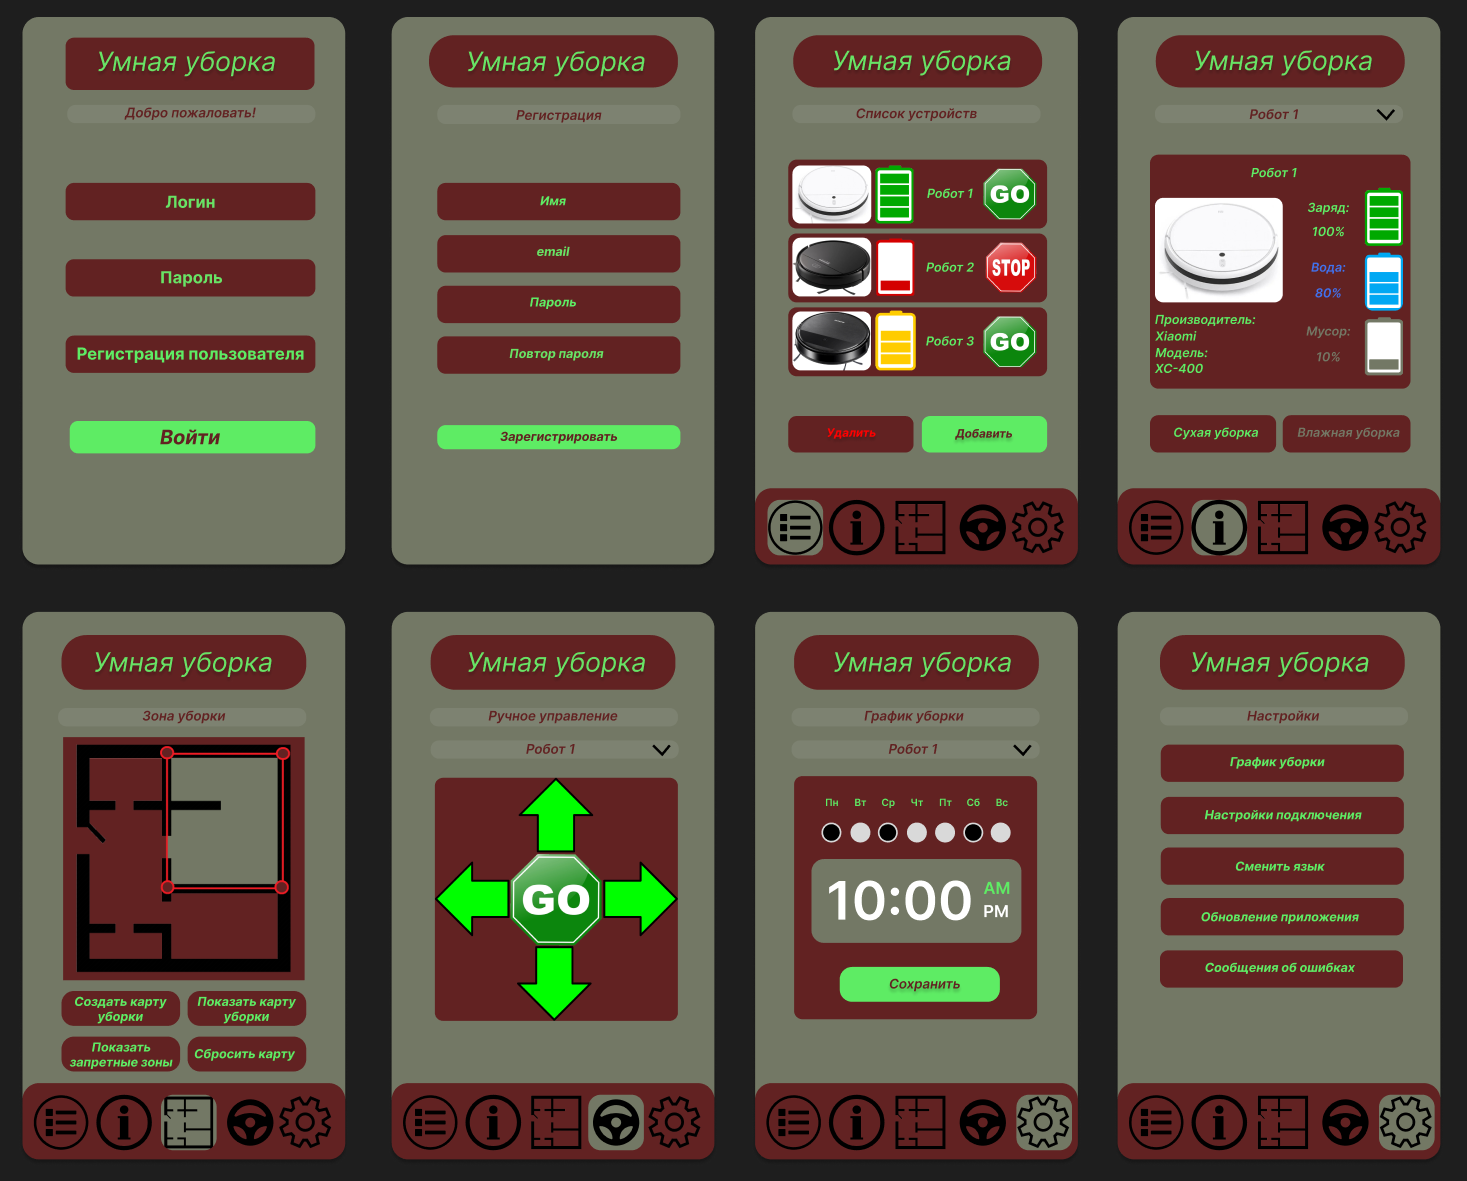 Умная уборка
Добро пожаловать!
Логин
Пароль
Регистрация пользователя
Войти
Умная уборка
Регистрация
Имя
email
Пароль
Повтор пароля
Зарегистрировать
Умная уборка
Список устройств
Робот 1
GO
Робот 2
STOP
Робот 3
GO
Удалить
Добавить
Умная уборка
Робот 1
Робот 1
Заряд:
100%
Вода:
80%
Мусор:
10%
Производитель:
Xiaomi
Модель:
XC-400
Сухая уборка
Влажная уборка
Умная уборка
Зона уборки
Создать карту
уборки
Показать карту
уборки
Показать
запретные зоны
Сбросить карту
Умная уборка
Ручное управление
Робот 1
GO
Умная уборка
График уборки
Робот 1
Пн Вт Ср Чт Пт Сб Вс
10:00
AM
PM
Сохранить
Умная уборка
Настройки
График уборки
Настройки подключения
Сменить язык
Обновление приложения
Сообщения об ошибках